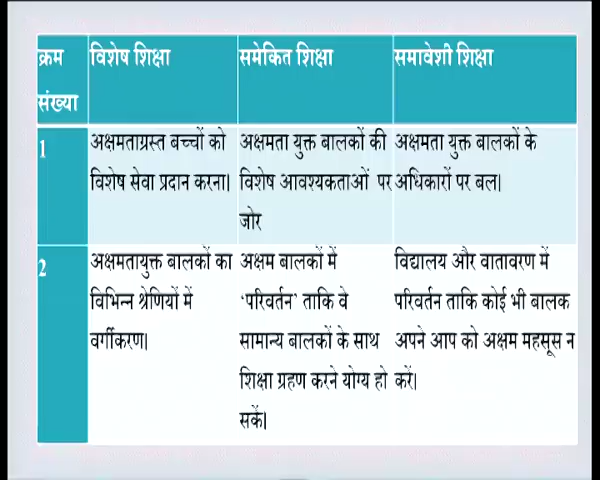 क्रम संख्या
विशेष शिक्षा
समेकित शिक्षा
समावेशी शिक्षा
1
अक्षमताग्रस्त बच्चों को
विशेष सेवा प्रदान करना।
अक्षमता युक्त बालकों की
विशेष आवश्यकताओं पर
जोर
अक्षमता युक्त बालकों के
अधिकारों पर बल।
2
अक्षमतायुक्त बालकों का
विभिन्न श्रेणियों में
वर्गीकरण।
अक्षम बालकों में
‘परिवर्तन’ ताकि वे
सामान्य बालकों के साथ
शिक्षा ग्रहण करने योग्य हो
सकें।
विद्यालय और वातावरण में
परिवर्तन ताकि कोई भी बालक
अपने आप को अक्षम महसूस न
करें।